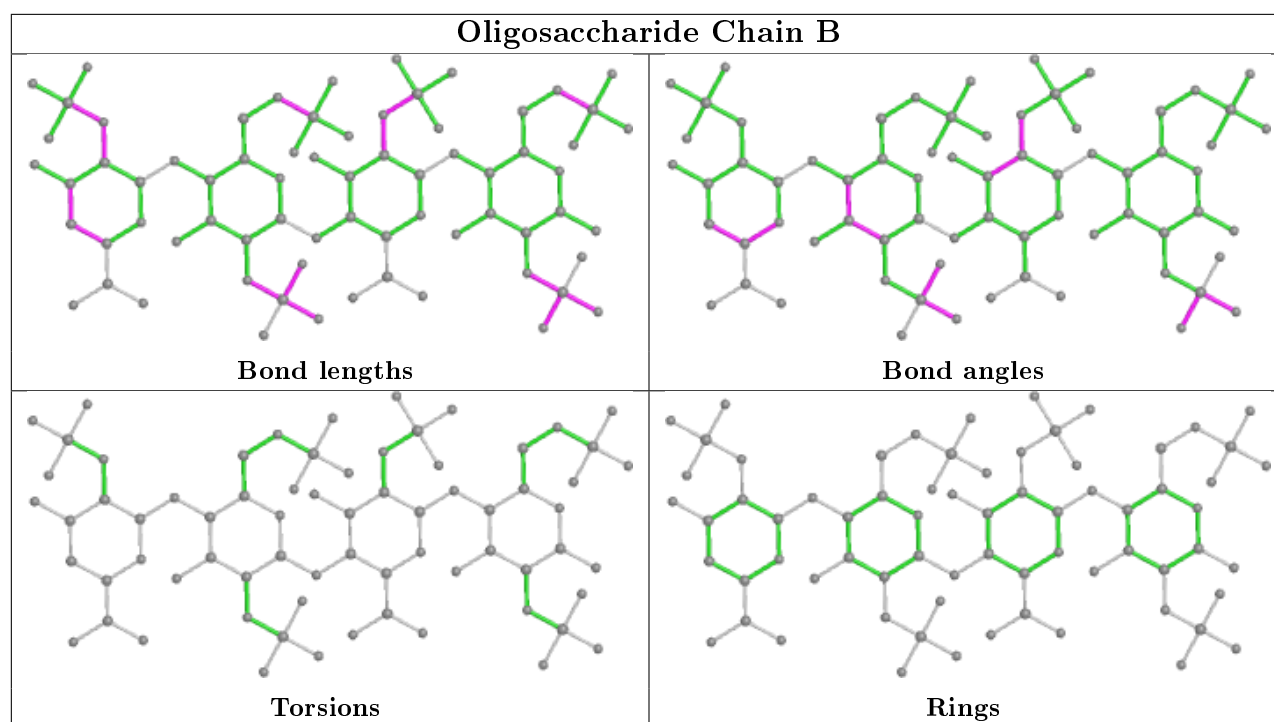 Oligosaccharide Chain B
Bond lengths
Bond angles
Torsions
Rings